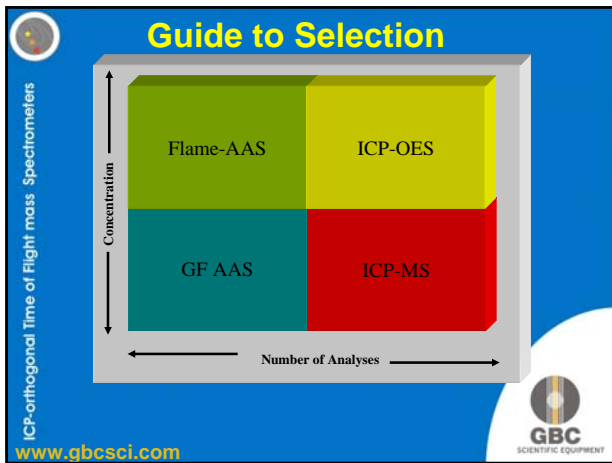 Guide to Selection
ICP-orthogonal Time of Flight mass Spectrometers
Concentration
Flame-AAS
ICP-OES
GF AAS
ICP-MS
Number of Analyses
GBC
SCIENTIFIC EQUIPMENT
www.gbcsci.com